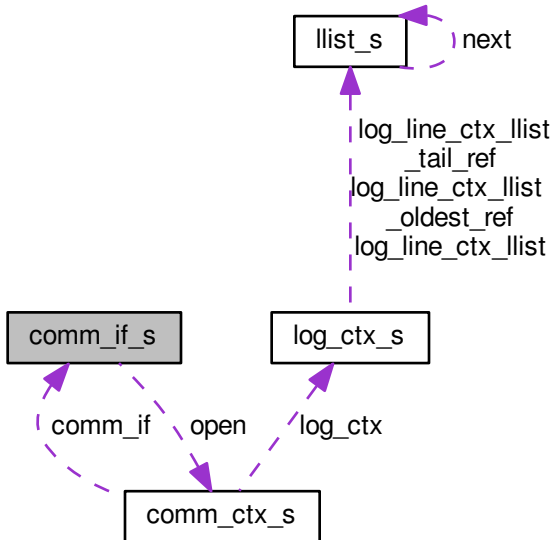 llist_s
next
log_line_ctx_llist
_tail_ref
log_line_ctx_llist
_oldest_ref
log_line_ctx_llist
comm_if_s
log_ctx_s
comm_if
open
log_ctx
comm_ctx_s